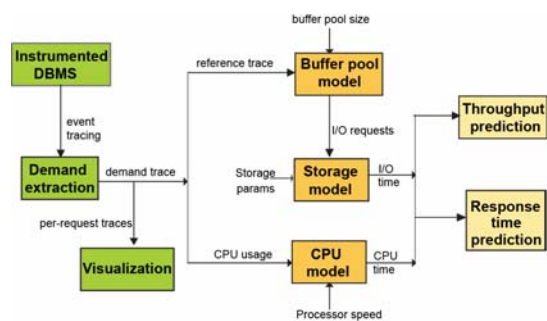 buffer pool size
Instrumented
DBMS
reference trace
Buffer pool
model
event
tracing
I/O requests
Throughput
prediction
Demand
extraction
demand trace
Storage
params
Storage
model
I/O
time
per-request traces
Response
time
prediction
Visualization
CPU usage
CPU
model
CPU
time
Processor speed